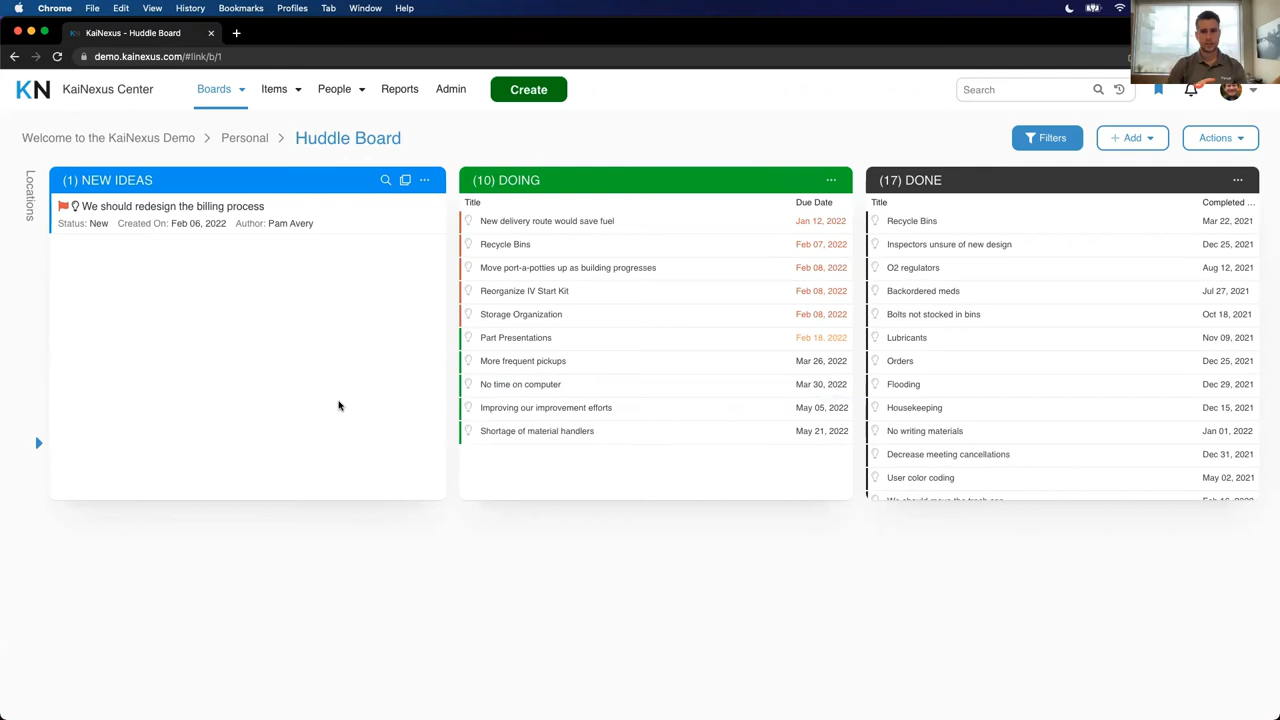 Chrome File Edit View History Bookmarks Profiles Tab Window Help
KN KaiNexus - Huddle Board
demo.kainexus.com/#link/b/1
KN KaiNexus Center Boards Items People Reports Admin Create Search
Welcome to the KaiNexus Demo > Personal > Huddle Board Filters + Add Actions
Locations
(1) NEW IDEAS
We should redesign the billing process
Status: New Created On: Feb 06, 2022 Author: Pam Avery
(10) DOING
Title Due Date
New delivery route would save fuel Jan 12, 2022
Recycle Bins Feb 07, 2022
Move port-a-potties up as building progresses Feb 08, 2022
Reorganize IV Start Kit Feb 08, 2022
Storage Organization Feb 08, 2022
Part Presentations Feb 18, 2022
More frequent pickups Mar 26, 2022
No time on computer Mar 30, 2022
Improving our improvement efforts May 05, 2022
Shortage of material handlers May 21, 2022
(17) DONE
Title Completed ...
Recycle Bins Mar 22, 2021
Inspectors unsure of new design Dec 25, 2021
O2 regulators Aug 12, 2021
Backordered meds Jul 27, 2021
Bolts not stocked in bins Oct 18, 2021
Lubricants Nov 09, 2021
Orders Dec 25, 2021
Flooding Dec 29, 2021
Housekeeping Dec 15, 2021
No writing materials Jan 01, 2022
Decrease meeting cancellations Dec 31, 2021
User color coding May 02, 2021